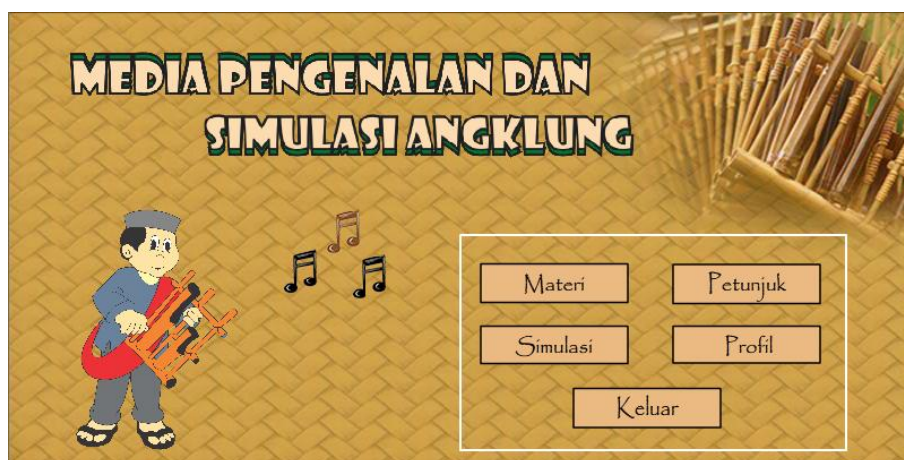 MEDIA PENGENALAN DAN
SIMULASI ANGKLUNG
Materi
Petunjuk
Simulasi
Profil
Keluar